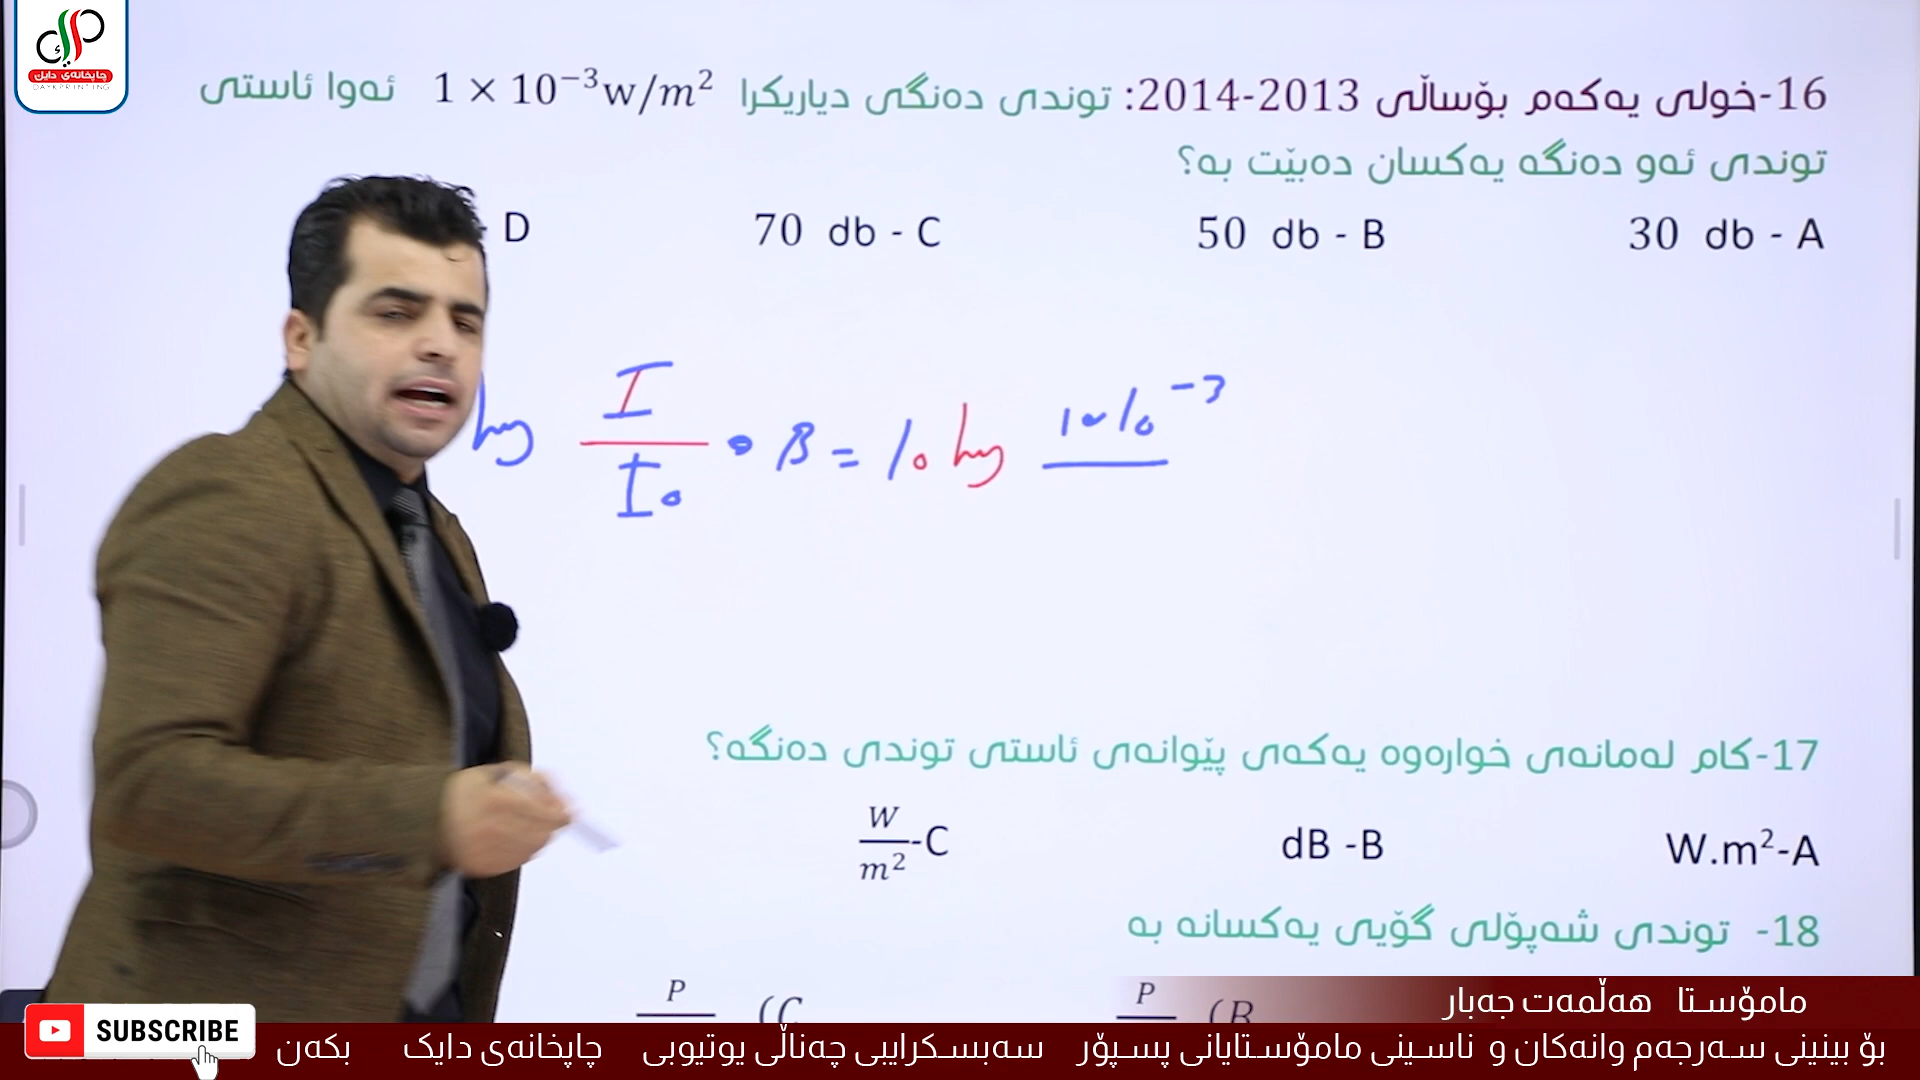 چاپخانەی دایک
DAYKPRINTING
16-خولی یەکەم بۆساڵی 2013-2014: توندی دەنگی دیاریکرا 1 × 10⁻³w/m² ئەوا ئاستی
توندی ئەو دەنگە یەکسان دەبێت بە؟
30 db - A
50 db - B
70 db - C
- D
log I/I₀ • B = 10 log 1×10⁻³
17-کام لەمانەی خوارەوە یەکەی پێوانەی ئاستی توندی دەنگە؟
W.m²-A
dB -B
W/m²-C
18- توندی شەپۆلی گۆیی یەکسانە بە
P (B
P (C
مامۆستا هەڵمەت جەبار
SUBSCRIBE
بۆ بینینی سەرجەم وانەکان و ناسینی مامۆستایانی پسپۆر سەبسکرایبی چەناڵی یوتیوبی چاپخانەی دایک بکەن